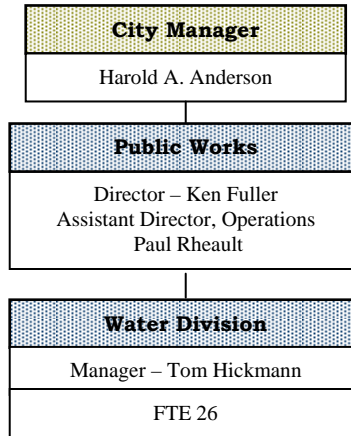 City Manager
Harold A. Anderson
Public Works
Director – Ken Fuller
Assistant Director, Operations
Paul Rheault
Water Division
Manager – Tom Hickmann
FTE 26